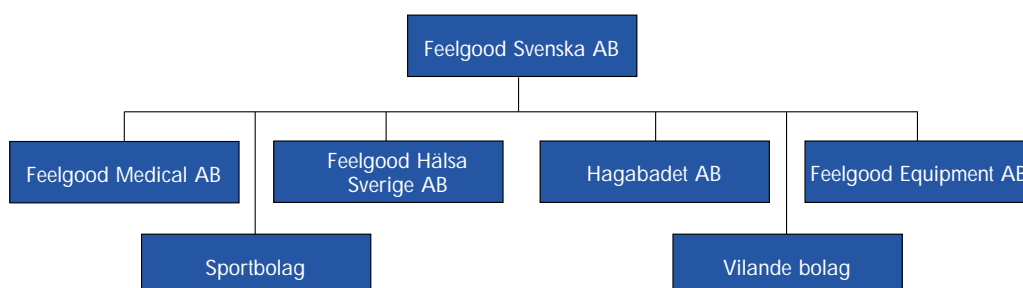 Feelgood Svenska AB
Feelgood Medical AB
Feelgood Hälsa
Sverige AB
Hagabadet AB
Feelgood Equipment AB
Sportbolag
Vilande bolag